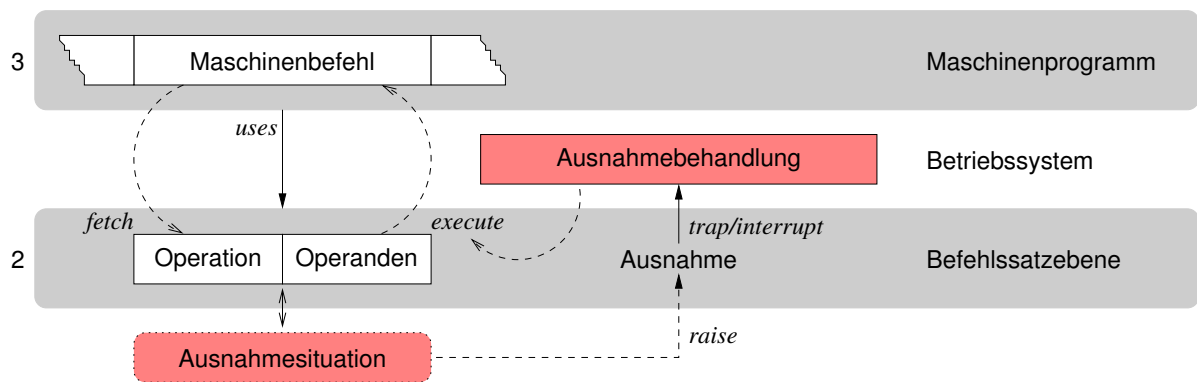 3
Maschinenbefehl
Maschinenprogramm
uses
Ausnahmebehandlung
Betriebssystem
fetch
execute
trap/interrupt
2
Operation
Operanden
Ausnahme
Befehlssatzebene
Ausnahmesituation
raise